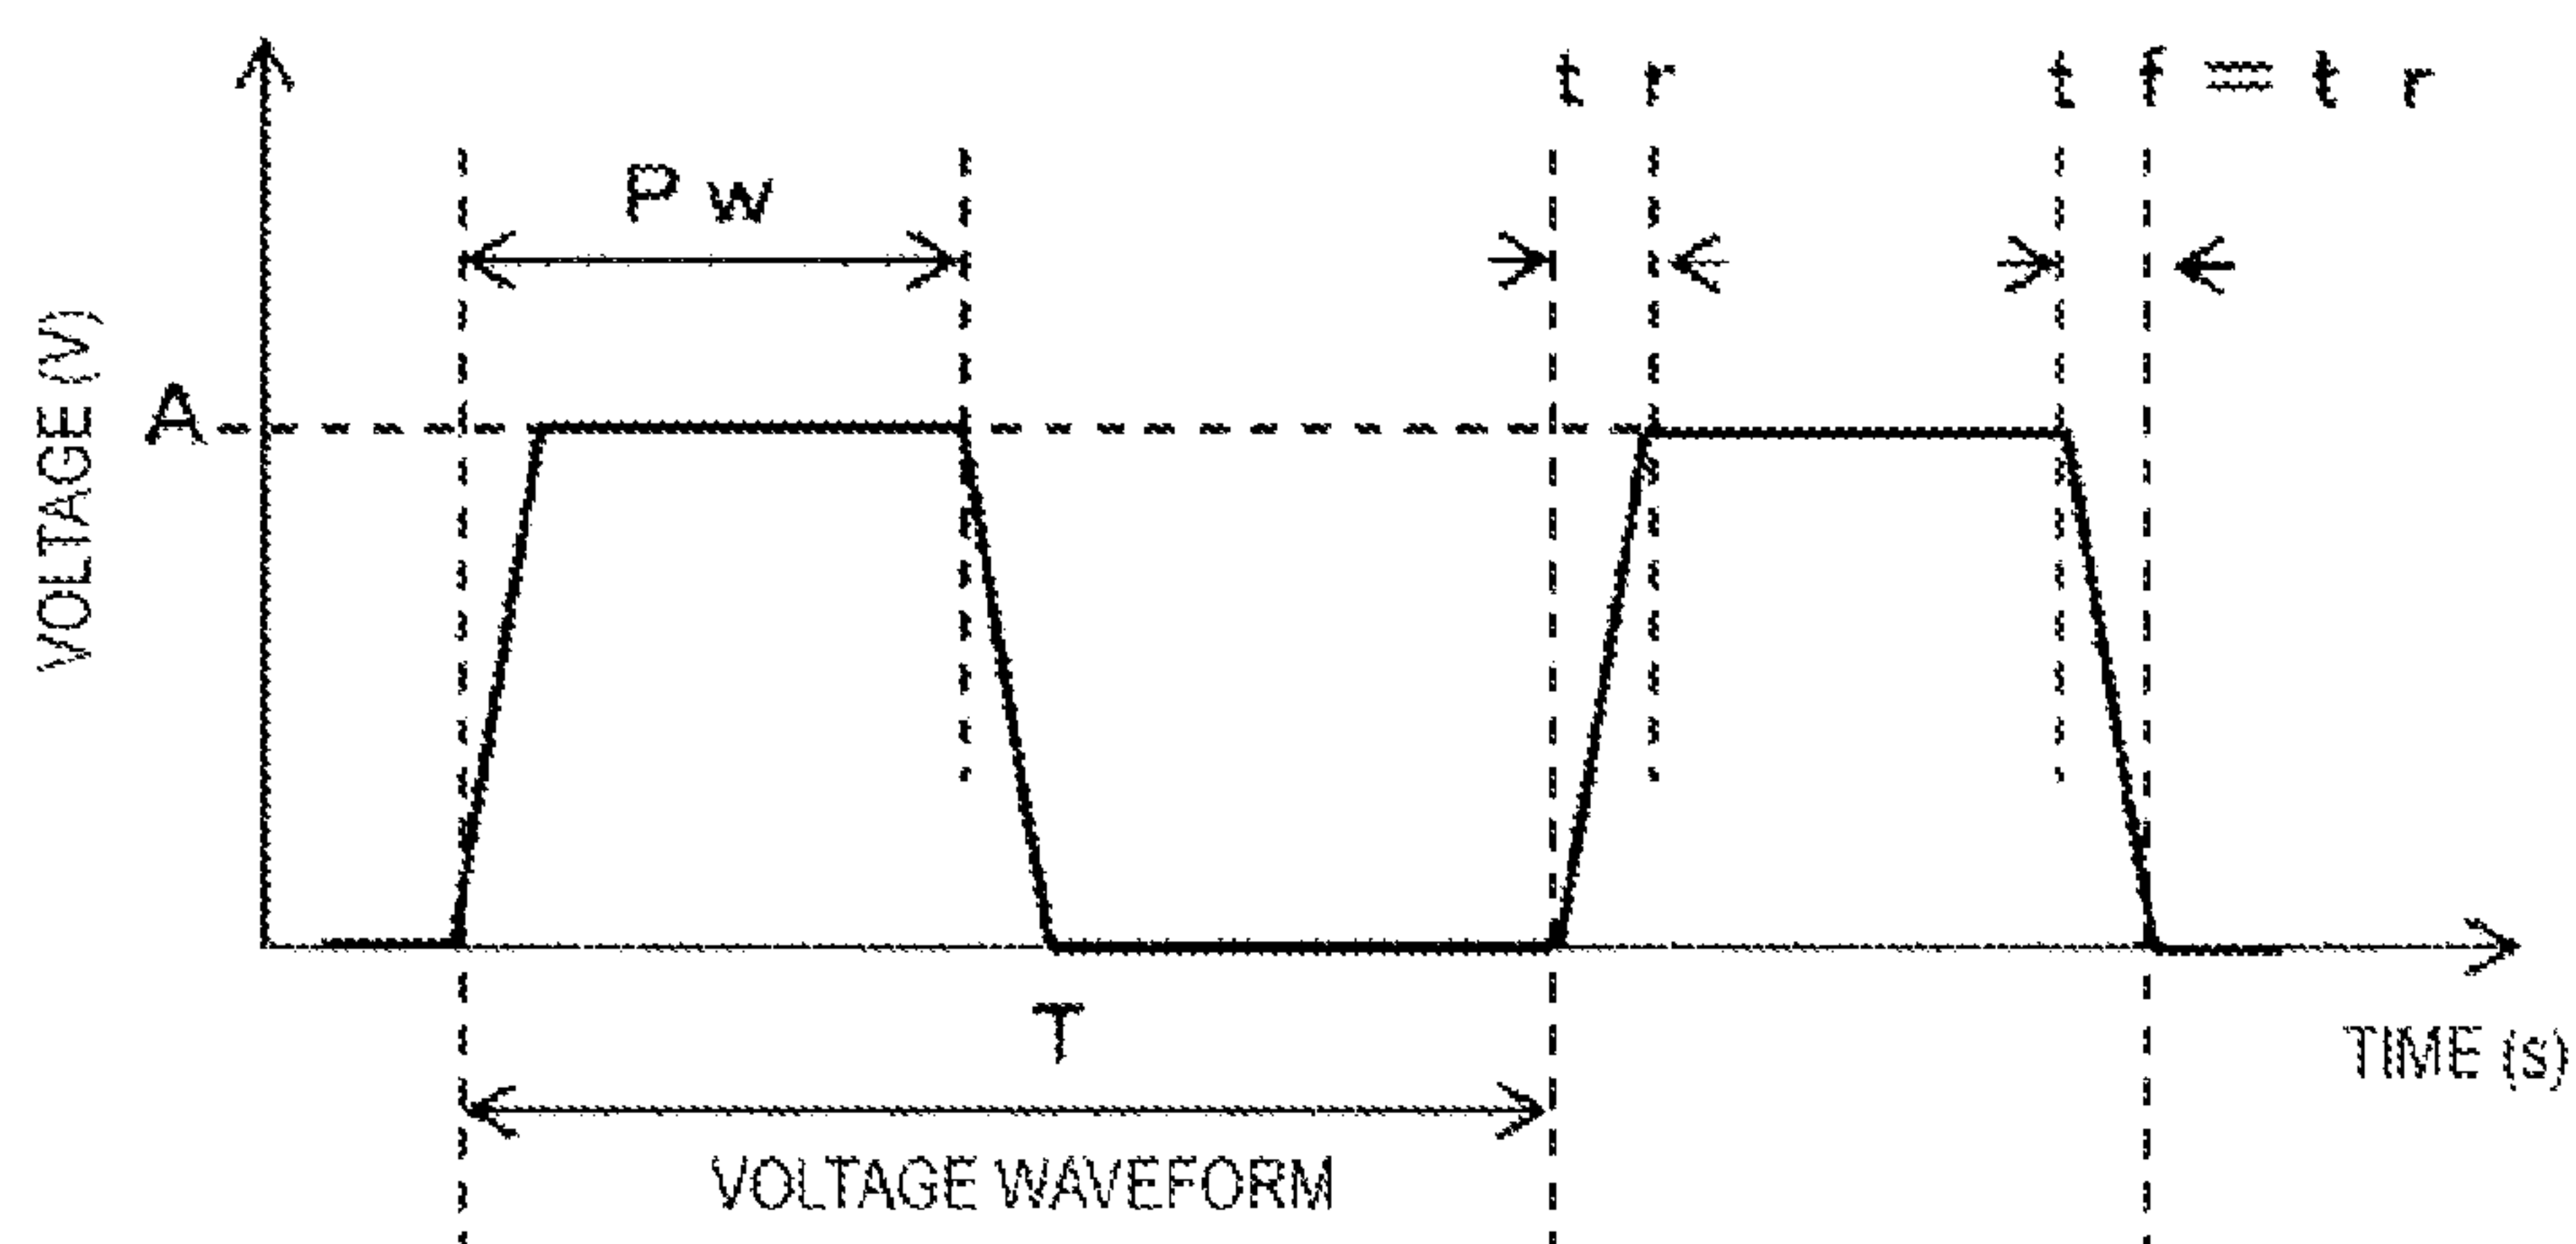 t r
t f ≡ t r
P w
VOLTAGE (V)
A
T
TIME (s)
VOLTAGE WAVEFORM